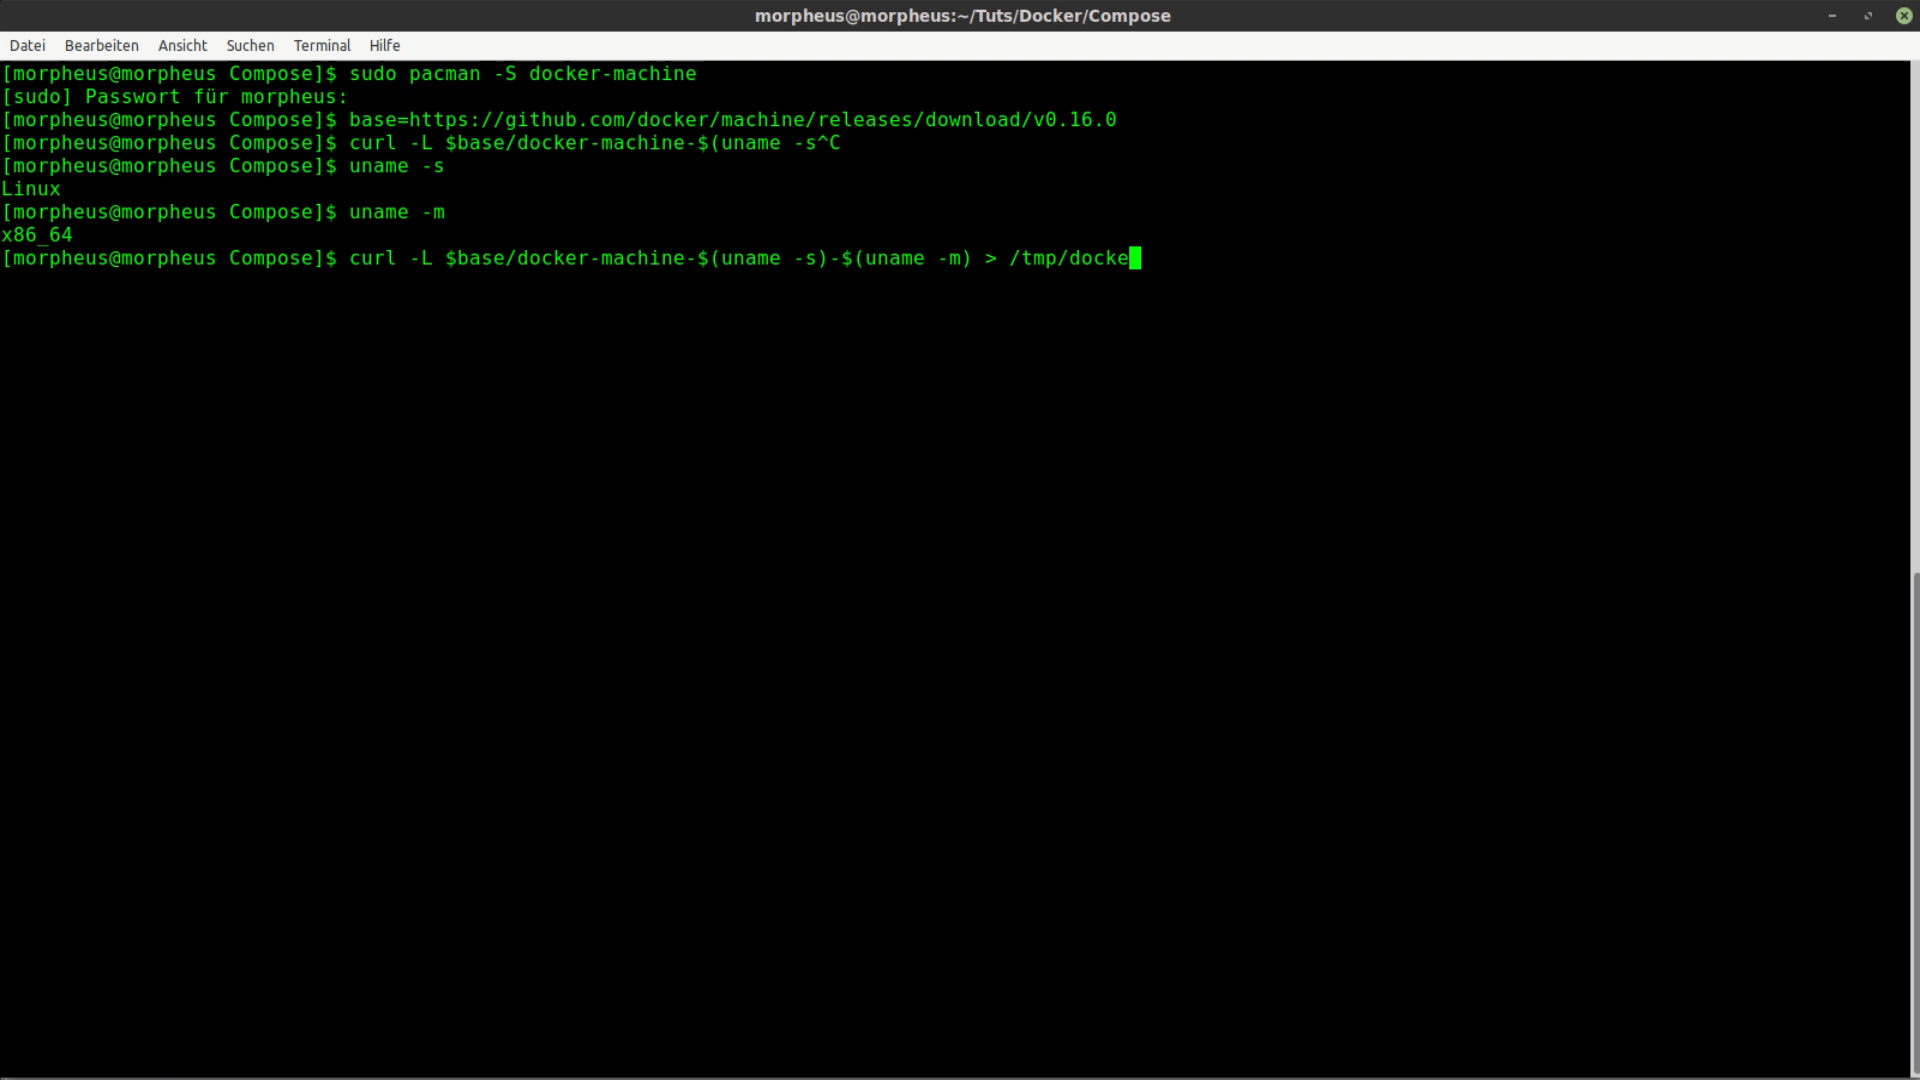 morpheus@morpheus:~/Tuts/Docker/Compose
Datei Bearbeiten Ansicht Suchen Terminal Hilfe
[morpheus@morpheus Compose]$ sudo pacman -S docker-machine
[sudo] Passwort für morpheus:
[morpheus@morpheus Compose]$ base=https://github.com/docker/machine/releases/download/v0.16.0
[morpheus@morpheus Compose]$ curl -L $base/docker-machine-$(uname -s^C
[morpheus@morpheus Compose]$ uname -s
Linux
[morpheus@morpheus Compose]$ uname -m
x86_64
[morpheus@morpheus Compose]$ curl -L $base/docker-machine-$(uname -s)-$(uname -m) > /tmp/docke